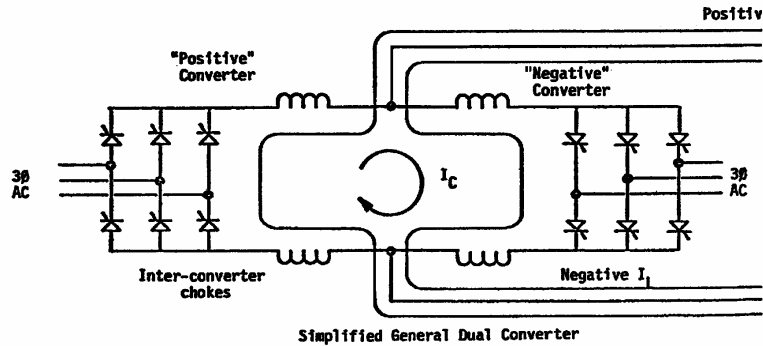 Positiv
"Positive"
Converter
"Negative"
Converter
3Ø
AC
I_C
3Ø
AC
Inter-converter
chokes
Negative I_L
Simplified General Dual Converter